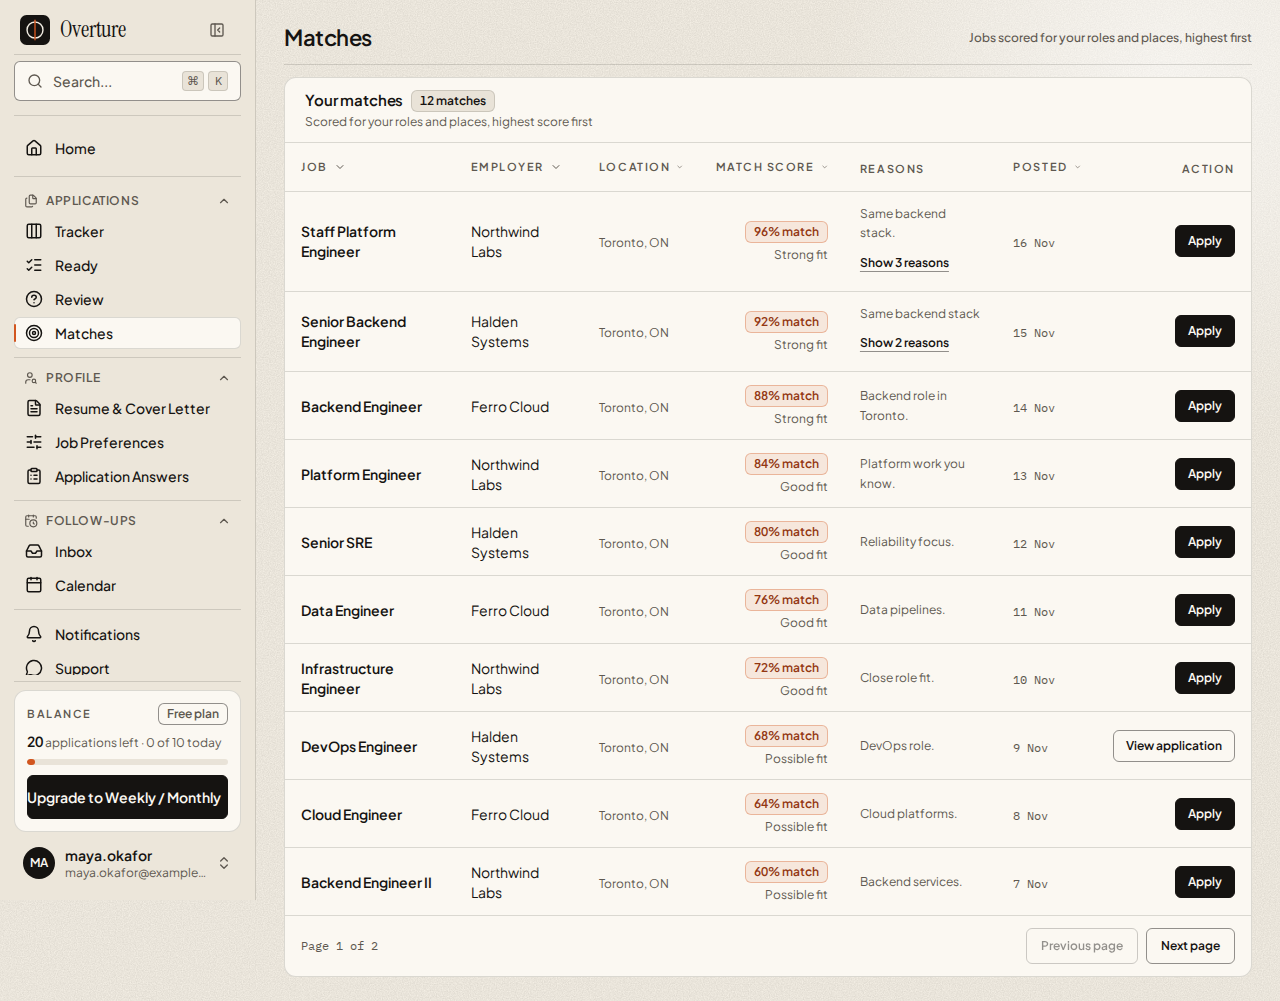 Overture
Search...
⌘ K
Home
APPLICATIONS
Tracker
Ready
Review
Matches
PROFILE
Resume & Cover Letter
Job Preferences
Application Answers
FOLLOW-UPS
Inbox
Calendar
Notifications
Support
BALANCE Free plan
20 applications left · 0 of 10 today
Upgrade to Weekly / Monthly
MA
maya.okafor
maya.okafor@example...
Matches
Jobs scored for your roles and places, highest first
Your matches 12 matches
Scored for your roles and places, highest score first
JOB EMPLOYER LOCATION MATCH SCORE REASONS POSTED ACTION
Staff Platform Engineer Northwind Labs Toronto, ON 96% match Strong fit Same backend stack. Show 3 reasons 16 Nov Apply
Senior Backend Engineer Halden Systems Toronto, ON 92% match Strong fit Same backend stack Show 2 reasons 15 Nov Apply
Backend Engineer Ferro Cloud Toronto, ON 88% match Strong fit Backend role in Toronto. 14 Nov Apply
Platform Engineer Northwind Labs Toronto, ON 84% match Good fit Platform work you know. 13 Nov Apply
Senior SRE Halden Systems Toronto, ON 80% match Good fit Reliability focus. 12 Nov Apply
Data Engineer Ferro Cloud Toronto, ON 76% match Good fit Data pipelines. 11 Nov Apply
Infrastructure Engineer Northwind Labs Toronto, ON 72% match Good fit Close role fit. 10 Nov Apply
DevOps Engineer Halden Systems Toronto, ON 68% match Possible fit DevOps role. 9 Nov View application
Cloud Engineer Ferro Cloud Toronto, ON 64% match Possible fit Cloud platforms. 8 Nov Apply
Backend Engineer II Northwind Labs Toronto, ON 60% match Possible fit Backend services. 7 Nov Apply
Page 1 of 2 Previous page Next page